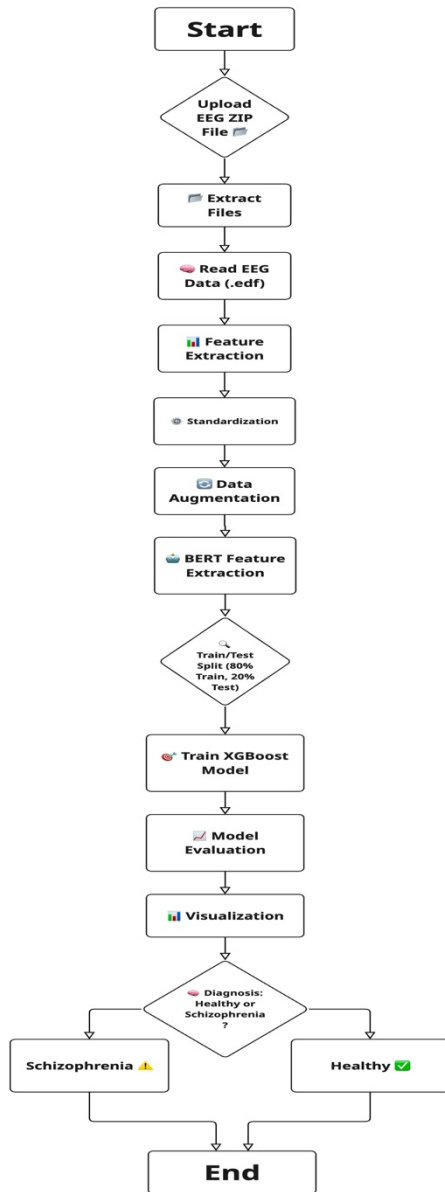 Start
Upload
EEG ZIP
File 📂
📂 Extract
Files
🧠 Read EEG
Data (.edf)
📊 Feature
Extraction
⚙️ Standardization
🔄 Data
Augmentation
🤖 BERT Feature
Extraction
🔍
Train/Test
Split (80%
Train, 20%
Test)
🎯 Train XGBoost
Model
📈 Model
Evaluation
📊 Visualization
🧠 Diagnosis:
Healthy or
Schizophrenia
?
Schizophrenia ⚠️
Healthy ✅
End